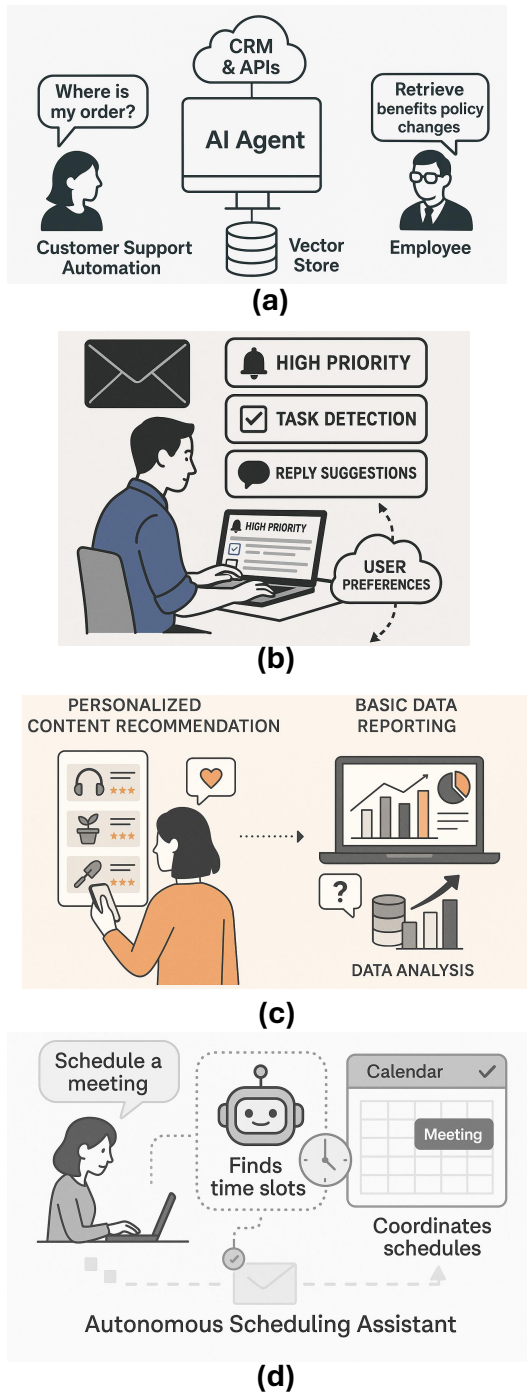 CRM
& APIs
Where is
my order?
Retrieve
benefits policy
changes
AI Agent
Customer Support
Automation
Vector
Store
Employee
(a)
HIGH PRIORITY
TASK DETECTION
REPLY SUGGESTIONS
HIGH PRIORITY
USER
PREFERENCES
(b)
PERSONALIZED
CONTENT RECOMMENDATION
BASIC DATA
REPORTING
?
DATA ANALYSIS
(c)
Schedule a
meeting
Finds
time slots
Calendar
Meeting
Coordinates
schedules
Autonomous Scheduling Assistant
(d)